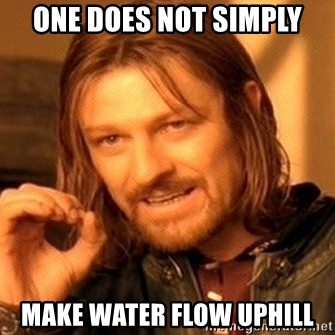 ONE DOES NOT SIMPLY
MAKE WATER FLOW UPHILL